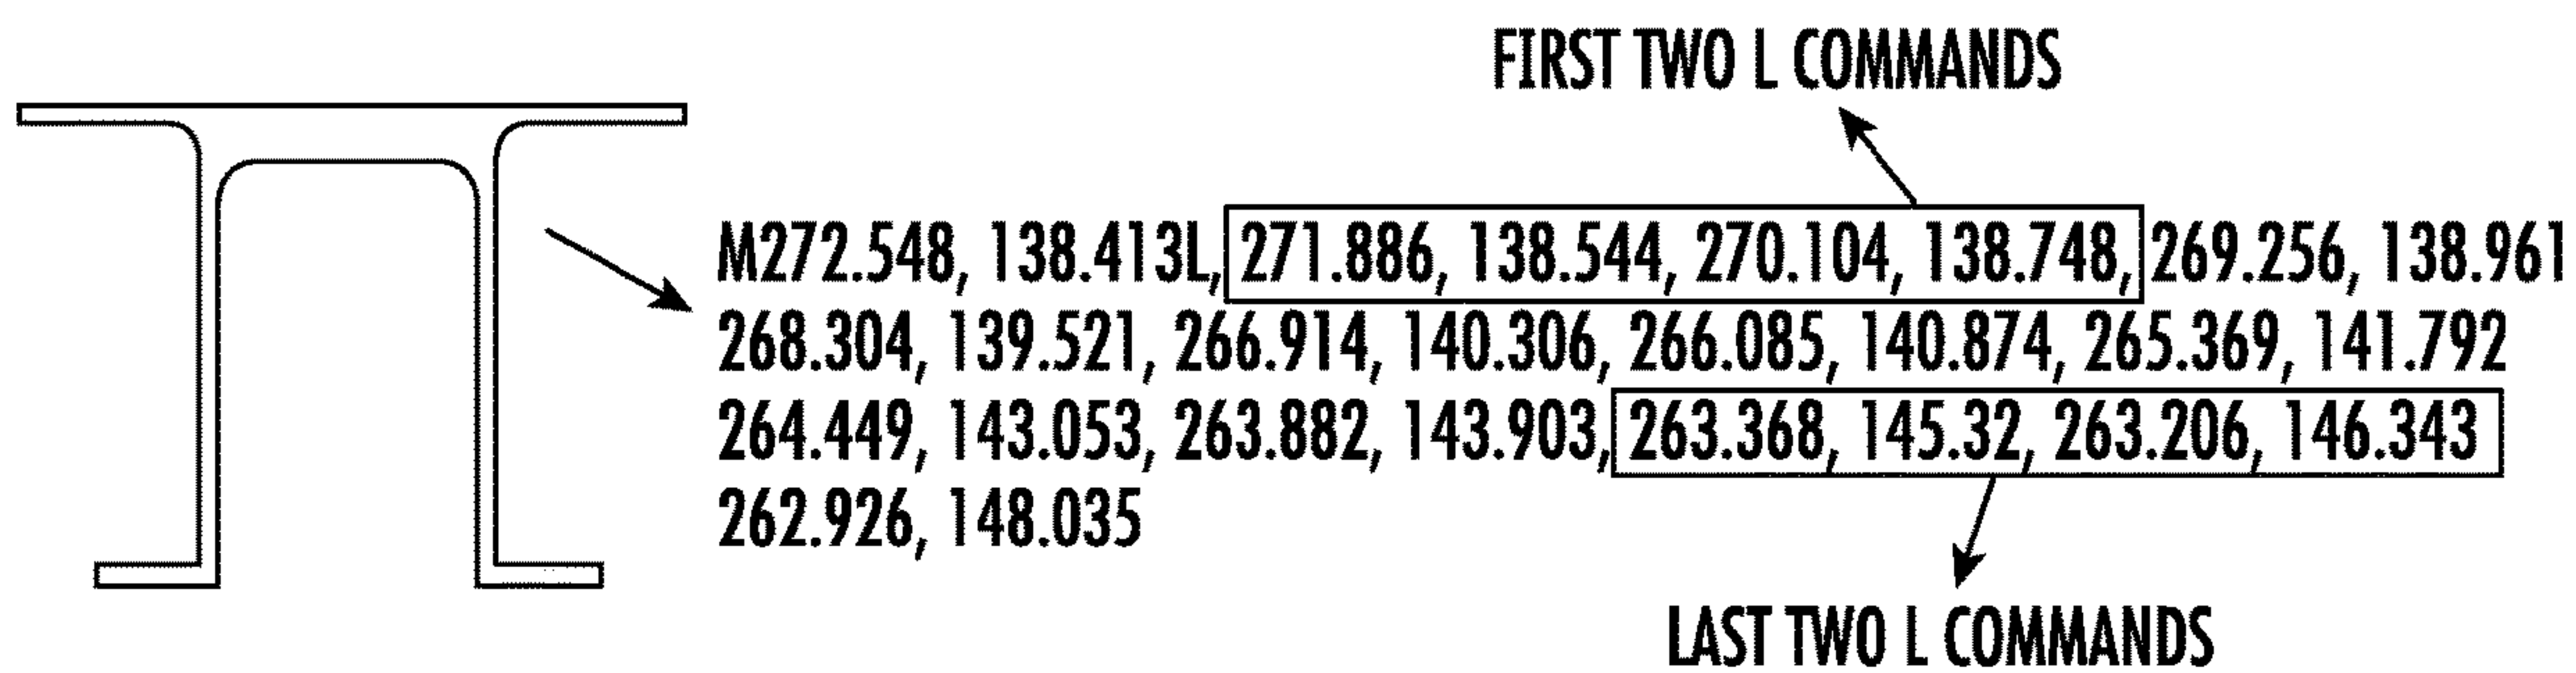 FIRST TWO L COMMANDS
M272.548, 138.413L, 271.886, 138.544, 270.104, 138.748, 269.256, 138.961
268.304, 139.521, 266.914, 140.306, 266.085, 140.874, 265.369, 141.792
264.449, 143.053, 263.882, 143.903, 263.368, 145.32, 263.206, 146.343
262.926, 148.035
LAST TWO L COMMANDS